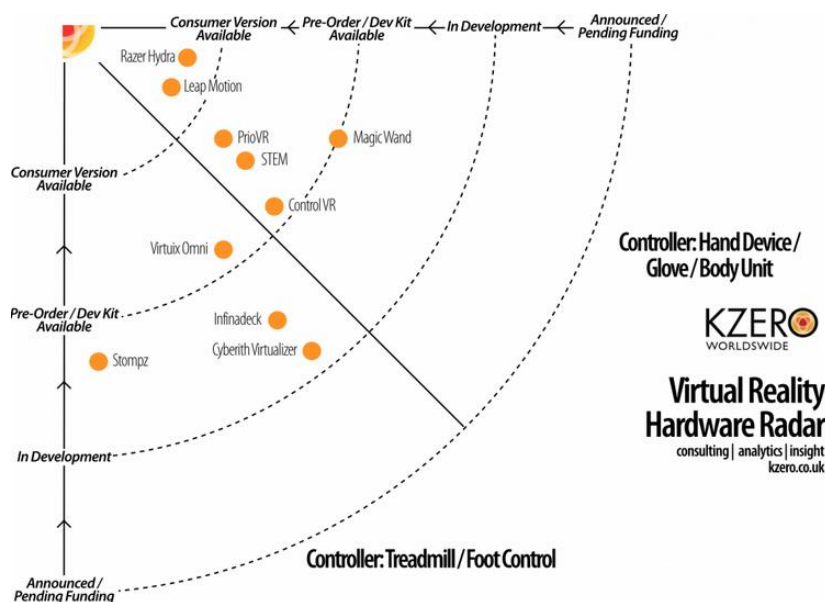 Consumer Version
Available
Pre-Order / Dev Kit
Available
In Development
Announced /
Pending Funding
Razer Hydra
Leap Motion
PrioVR
Magic Wand
STEM
Consumer Version
Available
Control VR
Virtuix Omni
Controller: Hand Device /
Glove / Body Unit
Pre-Order / Dev Kit
Available
Infinadeck
KZERO
WORLDSWIDE
Cyberith Virtualizer
Stompz
Virtual Reality
Hardware Radar
consulting | analytics | insight
kzero.co.uk
In Development
Controller: Treadmill / Foot Control
Announced /
Pending Funding